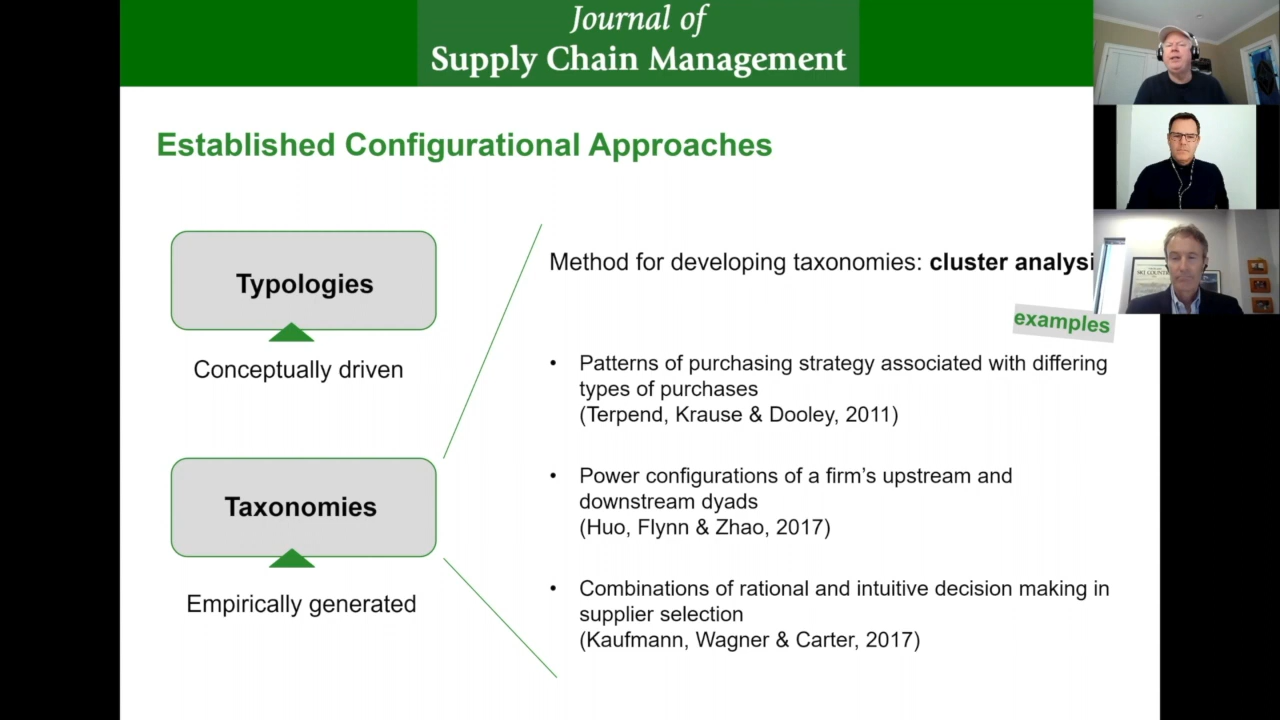 Journal of
Supply Chain Management
Established Configurational Approaches
Typologies
Conceptually driven
Taxonomies
Empirically generated
Method for developing taxonomies: cluster analysi
examples
• Patterns of purchasing strategy associated with differing
types of purchases
(Terpend, Krause & Dooley, 2011)
• Power configurations of a firm's upstream and
downstream dyads
(Huo, Flynn & Zhao, 2017)
• Combinations of rational and intuitive decision making in
supplier selection
(Kaufmann, Wagner & Carter, 2017)